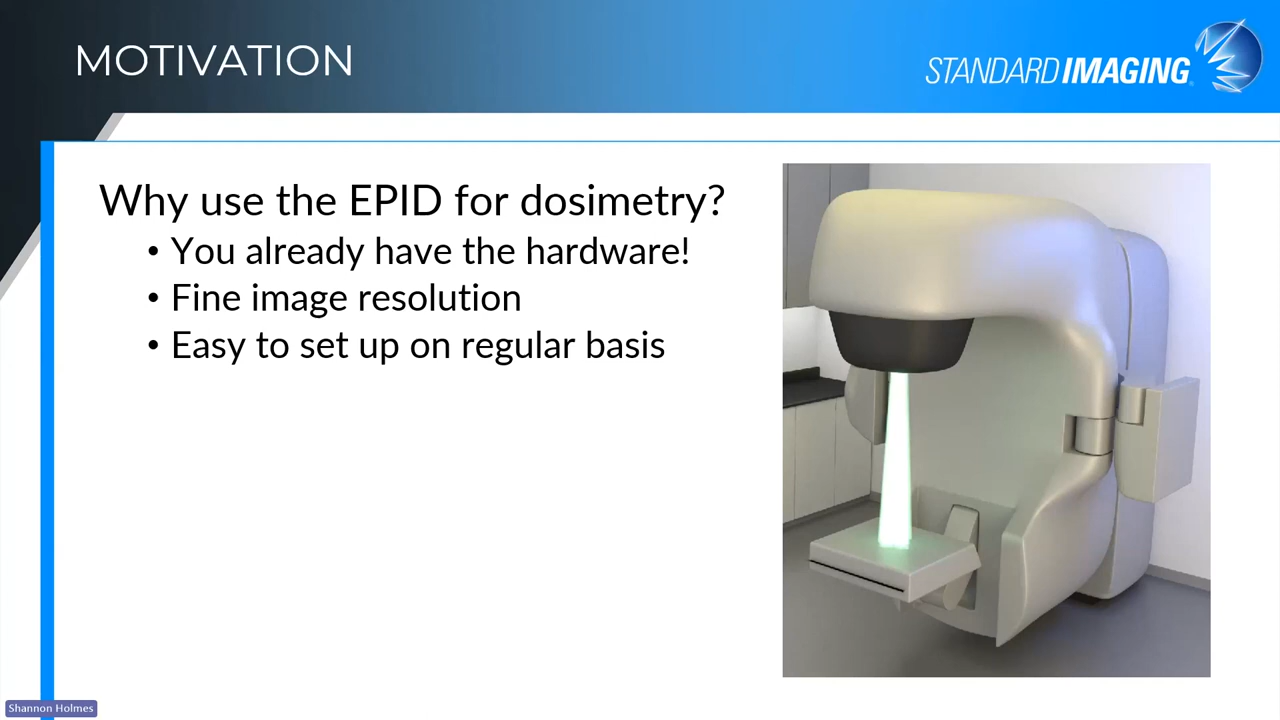 MOTIVATION
STANDARD IMAGING
Why use the EPID for dosimetry?
• You already have the hardware!
• Fine image resolution
• Easy to set up on regular basis
Shannon Holmes